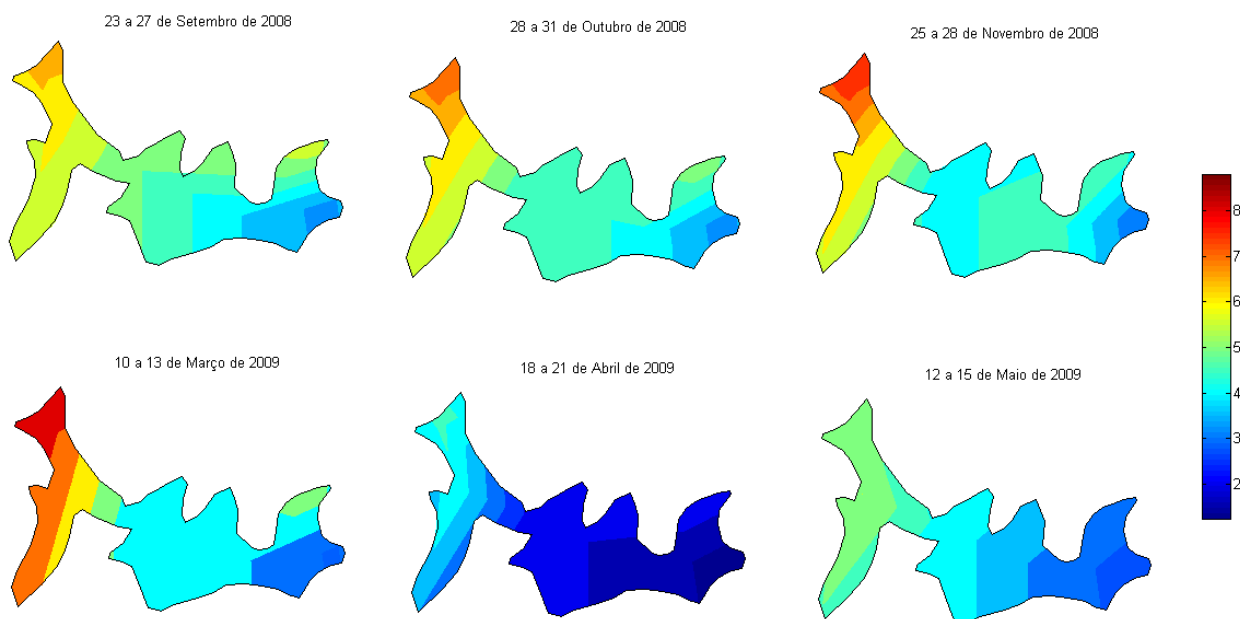 23 a 27 de Setembro de 2008
28 a 31 de Outubro de 2008
25 a 28 de Novembro de 2008
10 a 13 de Março de 2009
18 a 21 de Abril de 2009
12 a 15 de Maio de 2009
8
7
6
5
4
3
2